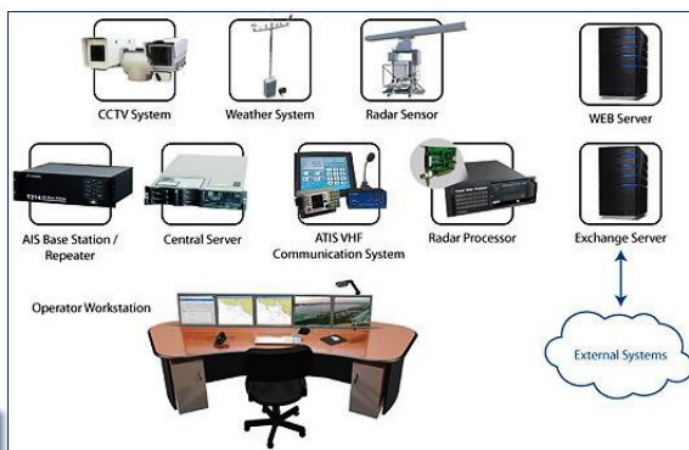 CCTV System
Weather System
Radar Sensor
WEB Server
T214
AIS Base Station /
Repeater
Central Server
ATIS VHF
Communication System
Radar Processor
Exchange Server
Operator Workstation
External Systems